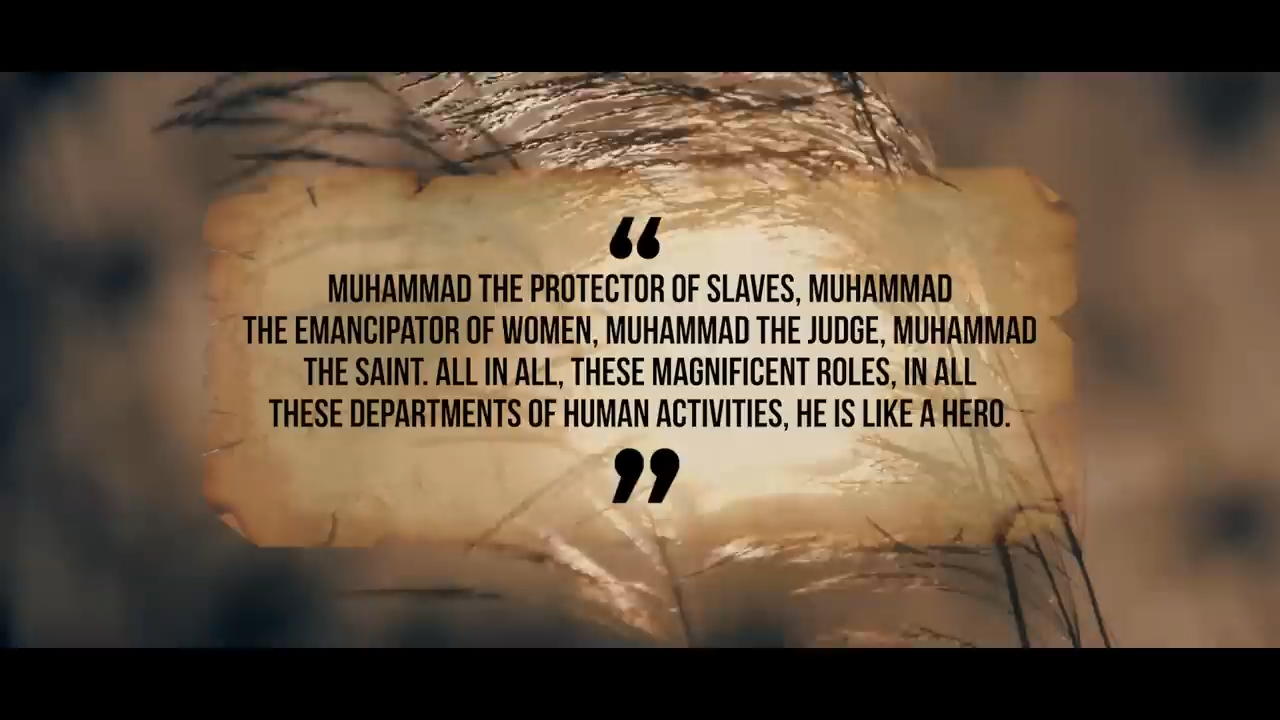 “
MUHAMMAD THE PROTECTOR OF SLAVES, MUHAMMAD
THE EMANCIPATOR OF WOMEN, MUHAMMAD THE JUDGE, MUHAMMAD
THE SAINT. ALL IN ALL, THESE MAGNIFICENT ROLES, IN ALL
THESE DEPARTMENTS OF HUMAN ACTIVITIES, HE IS LIKE A HERO.
”